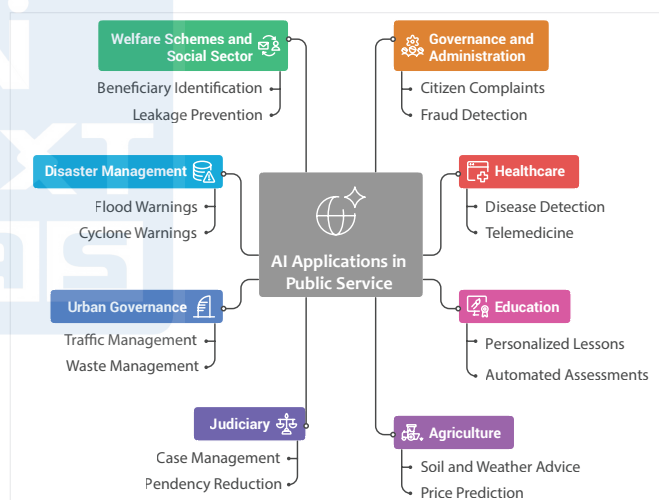 Welfare Schemes and
Social Sector
Beneficiary Identification
Leakage Prevention
Governance and
Administration
Citizen Complaints
Fraud Detection
Disaster Management
Flood Warnings
Cyclone Warnings
Healthcare
Disease Detection
Telemedicine
AI Applications in
Public Service
Urban Governance
Traffic Management
Waste Management
Education
Personalized Lessons
Automated Assessments
Judiciary
Case Management
Pendency Reduction
Agriculture
Soil and Weather Advice
Price Prediction